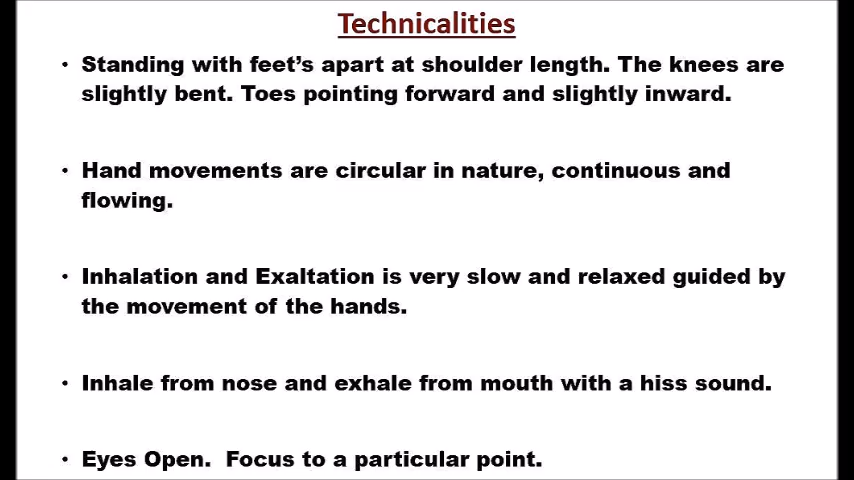 Technicalities
• Standing with feet's apart at shoulder length. The knees are
slightly bent. Toes pointing forward and slightly inward.
• Hand movements are circular in nature, continuous and
flowing.
• Inhalation and Exaltation is very slow and relaxed guided by
the movement of the hands.
• Inhale from nose and exhale from mouth with a hiss sound.
• Eyes Open.  Focus to a particular point.